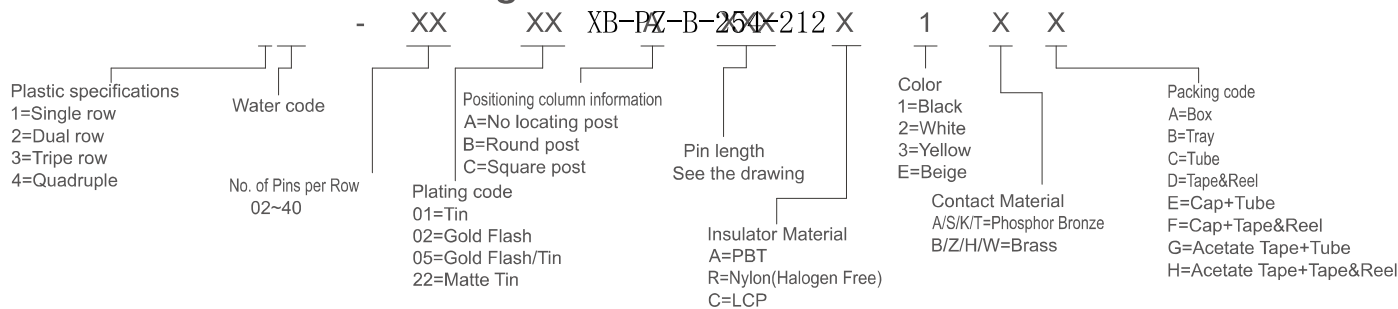 - XX XX A XXX X 1 X X
XB-PZ-B-254-212
Plastic specifications
1=Single row
2=Dual row
3=Tripe row
4=Quadruple
Water code
No. of Pins per Row
02~40
Plating code
01=Tin
02=Gold Flash
05=Gold Flash/Tin
22=Matte Tin
Positioning column information
A=No locating post
B=Round post
C=Square post
Pin length
See the drawing
Insulator Material
A=PBT
R=Nylon(Halogen Free)
C=LCP
Color
1=Black
2=White
3=Yellow
E=Beige
Contact Material
A/S/K/T=Phosphor Bronze
B/Z/H/W=Brass
Packing code
A=Box
B=Tray
C=Tube
D=Tape&Reel
E=Cap+Tube
F=Cap+Tape&Reel
G=Acetate Tape+Tube
H=Acetate Tape+Tape&Reel